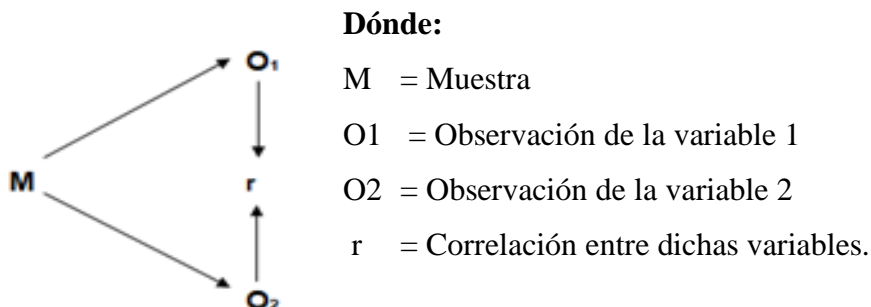 Dónde:
O₁
M = Muestra
O1 = Observación de la variable 1
M
r
O2 = Observación de la variable 2
r = Correlación entre dichas variables.
O₂